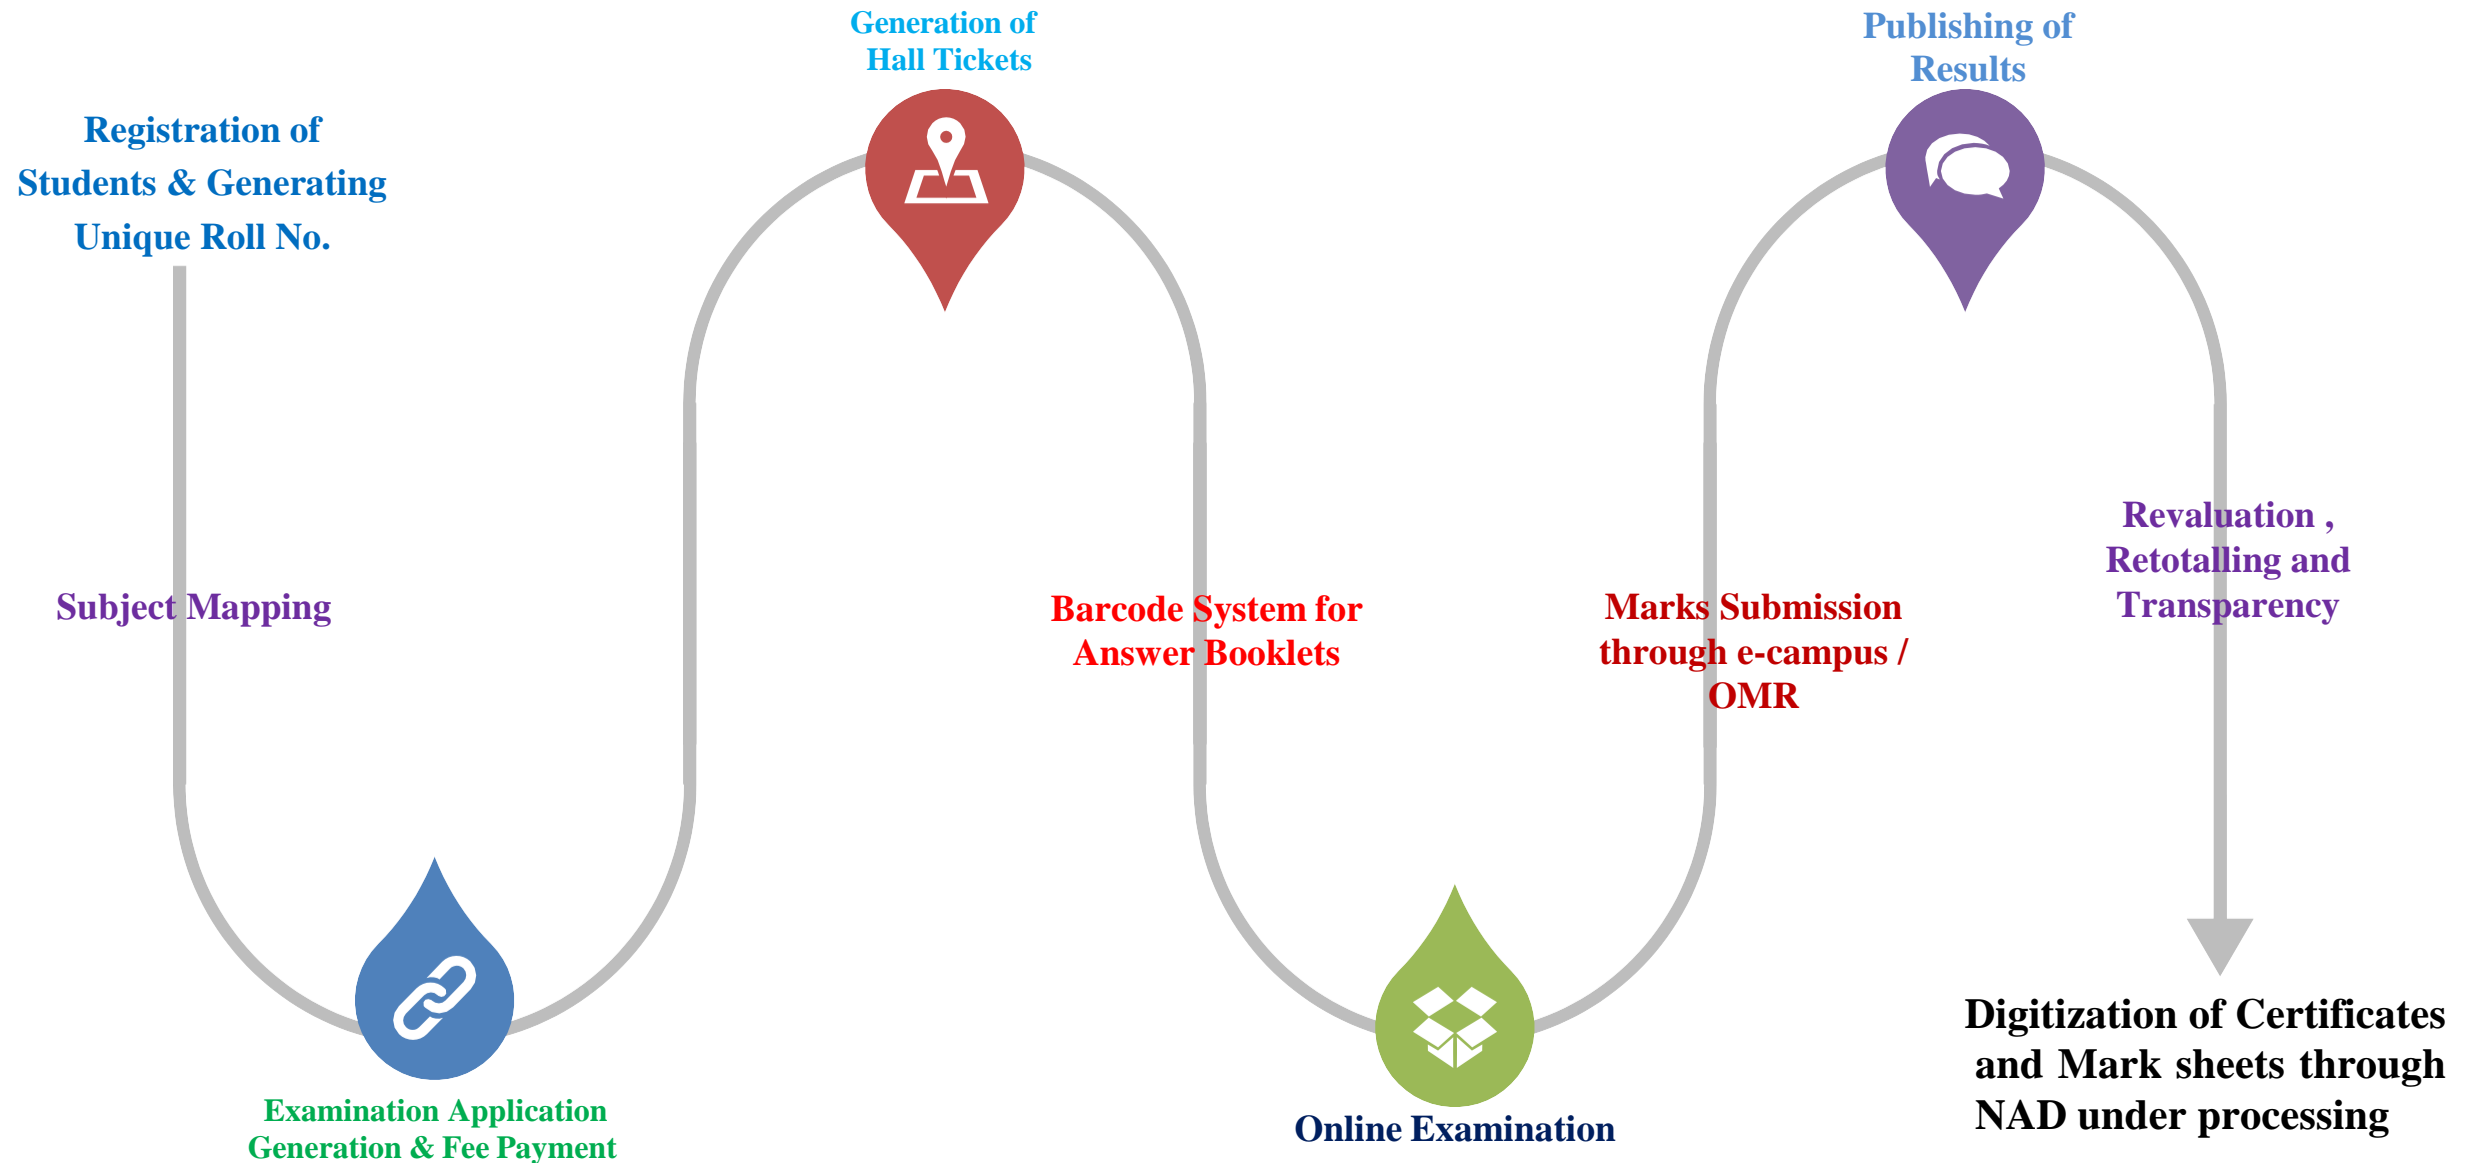 Registration of
Students & Generating
Unique Roll No.
Subject Mapping
Examination Application
Generation & Fee Payment
Generation of
Hall Tickets
Barcode System for
Answer Booklets
Online Examination
Marks Submission
through e-campus /
OMR
Publishing of
Results
Revaluation ,
Retotalling and
Transparency
Digitization of Certificates
and Mark sheets through
NAD under processing